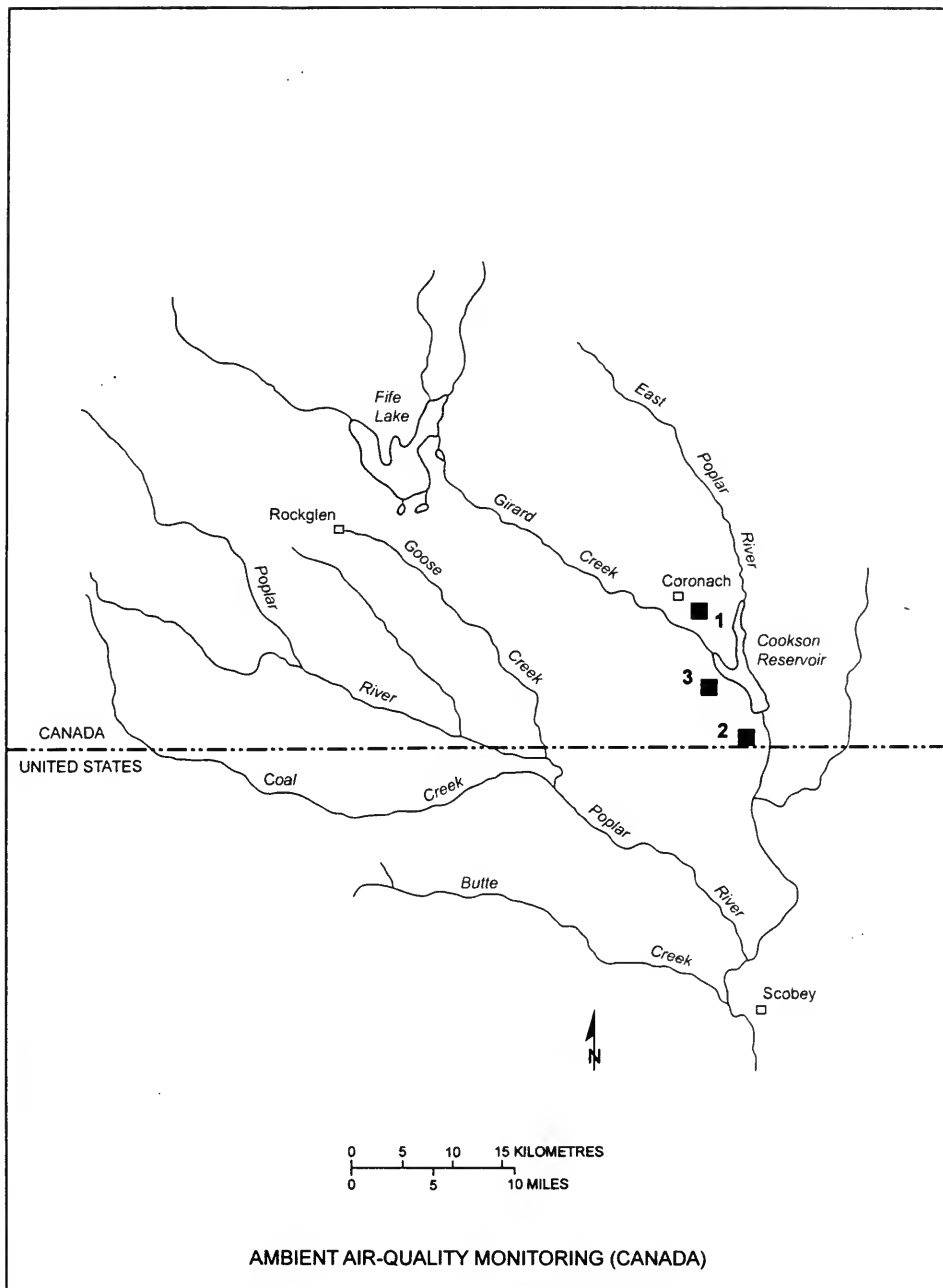 Fife
Lake
East
Poplar
River
Girard
Creek
Rockglen
Goose
Creek
Coronach
1
Cookson
Reservoir
3
2
Poplar
River
CANADA
UNITED STATES
Coal
Creek
Poplar
River
Butte
Creek
Scobey
N
0 5 10 15 KILOMETRES
0 5 10 MILES
AMBIENT AIR-QUALITY MONITORING (CANADA)